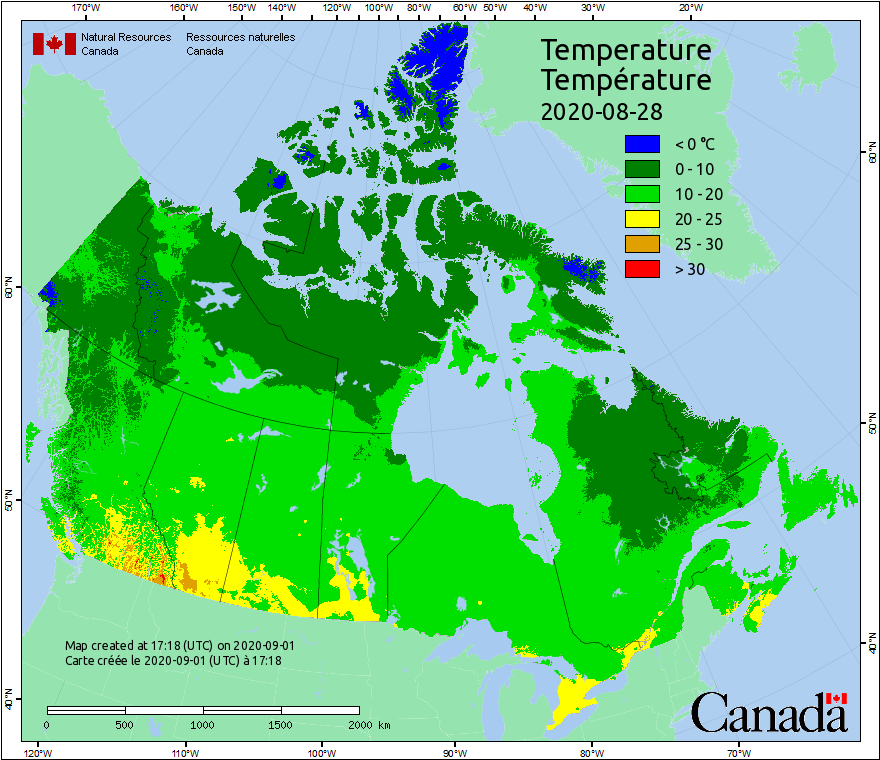 170°W 160°W 150°W 140°W 130°W 120°W 110°W 100°W 80°W 60°W 50°W 40°W 30°W 20°W
Natural Resources Ressources naturelles
Canada Canada
Temperature
Température
2020-08-28
< 0 °C
0 - 10
10 - 20
20 - 25
25 - 30
> 30
60°N
60°N
50°N
50°N
40°N
40°N
Map created at 17:18 (UTC) on 2020-09-01
Carte créée le 2020-09-01 (UTC) à 17:18
0 500 1000 1500 2000 km
Canada
120°W 110°W 100°W 90°W 80°W 70°W